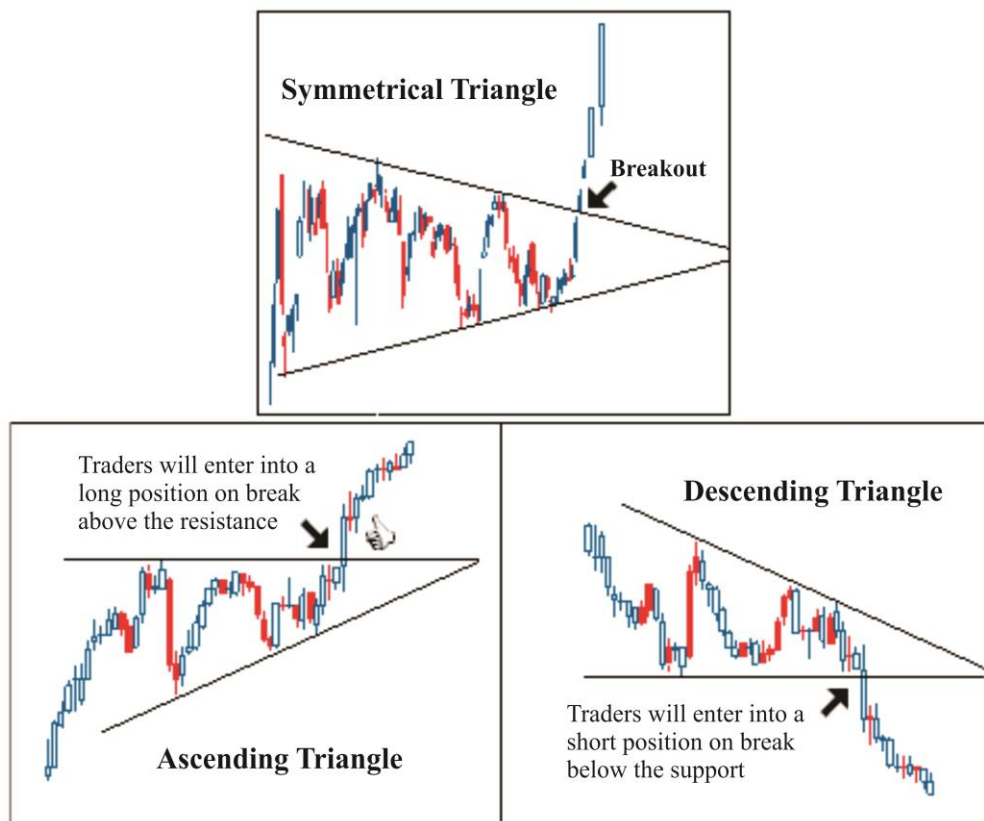 Symmetrical Triangle
Breakout
Traders will enter into a
long position on break
above the resistance
Ascending Triangle
Descending Triangle
Traders will enter into a
short position on break
below the support